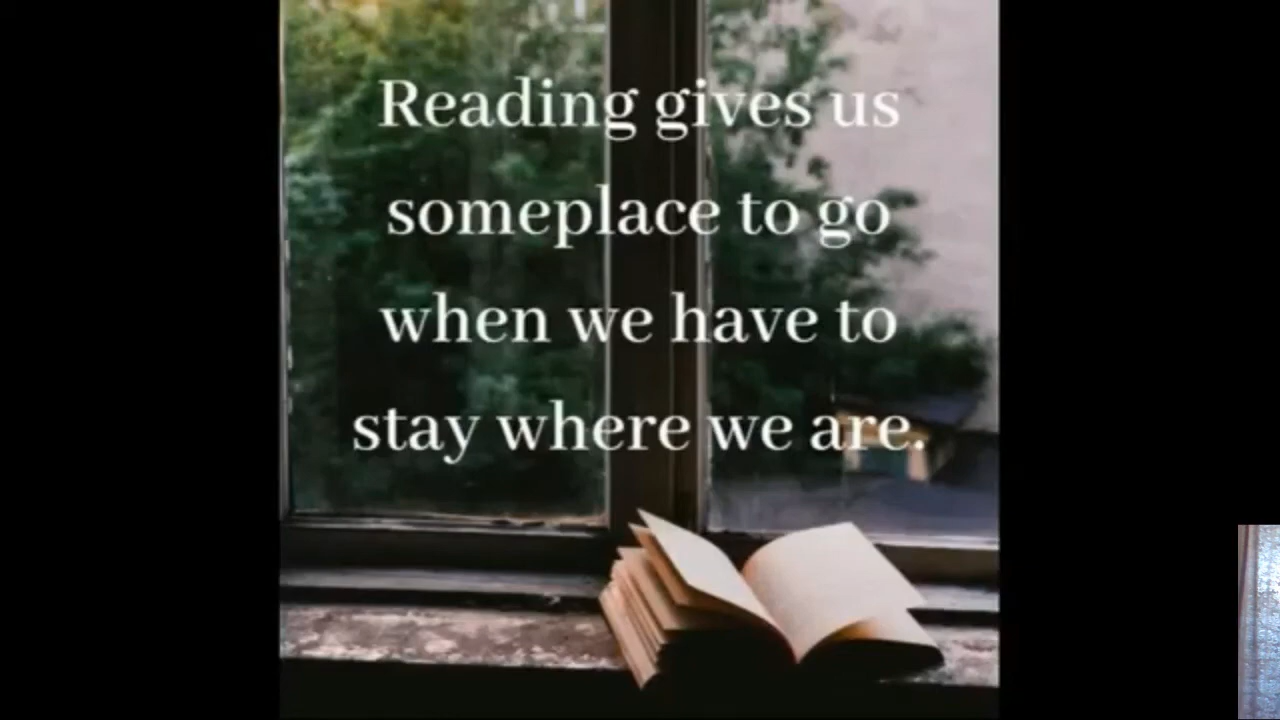 Reading gives us
someplace to go
when we have to
stay where we are.